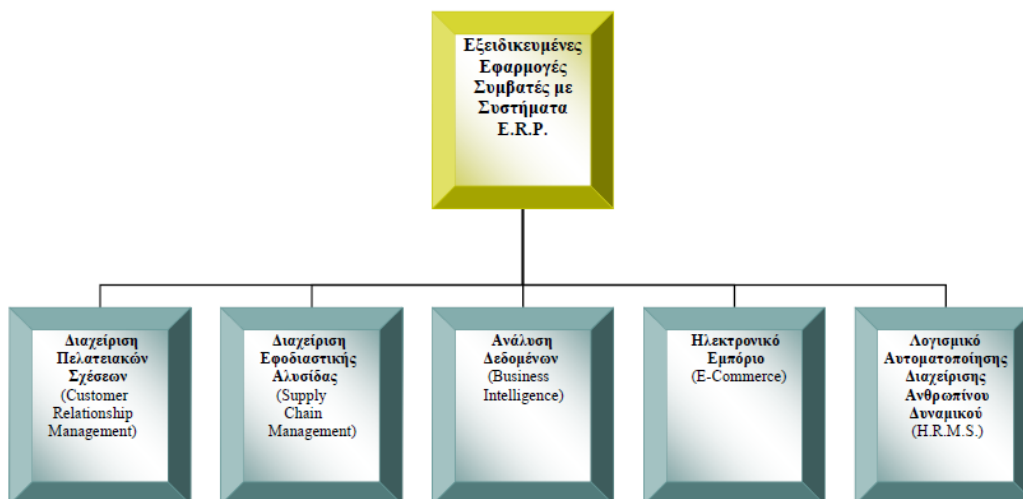 Εξειδικευμένες
Εφαρμογές
Συμβατές με
Συστήματα
E.R.P.
Διαχείριση
Πελατειακών
Σχέσεων
(Customer
Relationship
Management)
Διαχείριση
Εφοδιαστικής
Αλυσίδας
(Supply
Chain
Management)
Ανάλυση
Δεδομένων
(Business
Intelligence)
Ηλεκτρονικό
Εμπόριο
(E-Commerce)
Λογισμικό
Αυτοματοποίησης
Διαχείρισης
Ανθρωπίνου
Δυναμικού
(H.R.M.S.)